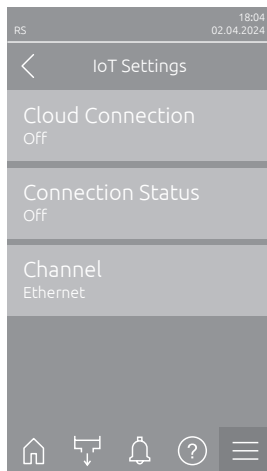 18:04
RS 02.04.2024
IoT Settings
Cloud Connection
Off
Connection Status
Off
Channel
Ethernet